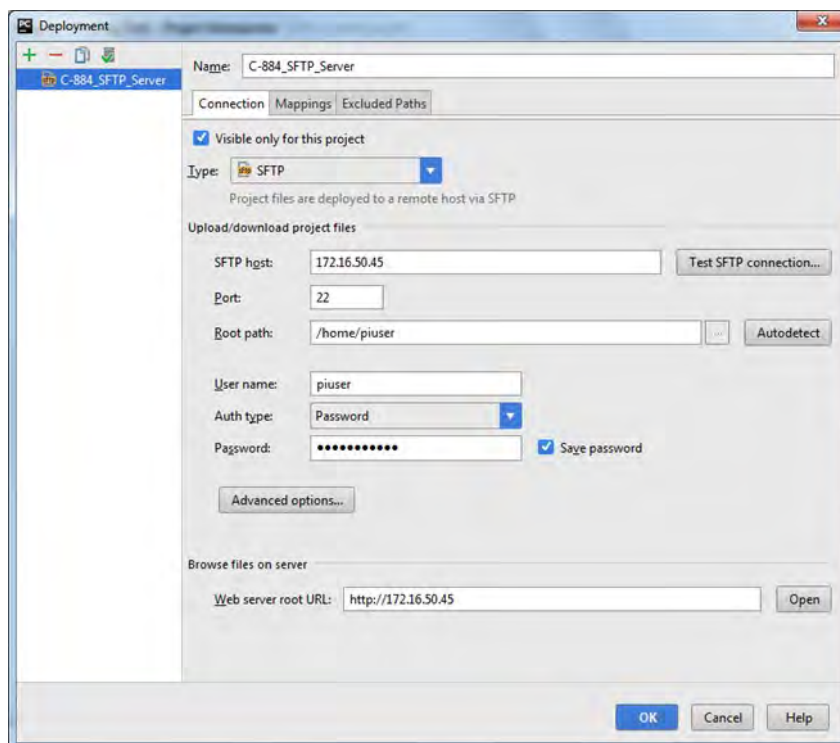 Deployment
C-884_SFTP_Server
Name: C-884_SFTP_Server
Connection Mappings Excluded Paths
Visible only for this project
Type: SFTP
Project files are deployed to a remote host via SFTP
Upload/download project files
SFTP host: 172.16.50.45 Test SFTP connection...
Port: 22
Root path: /home/piuser ... Autodetect
User name: piuser
Auth type: Password
Password: ●●●●●●●●●●● Save password
Advanced options...
Browse files on server
Web server root URL: http://172.16.50.45 Open
OK Cancel Help